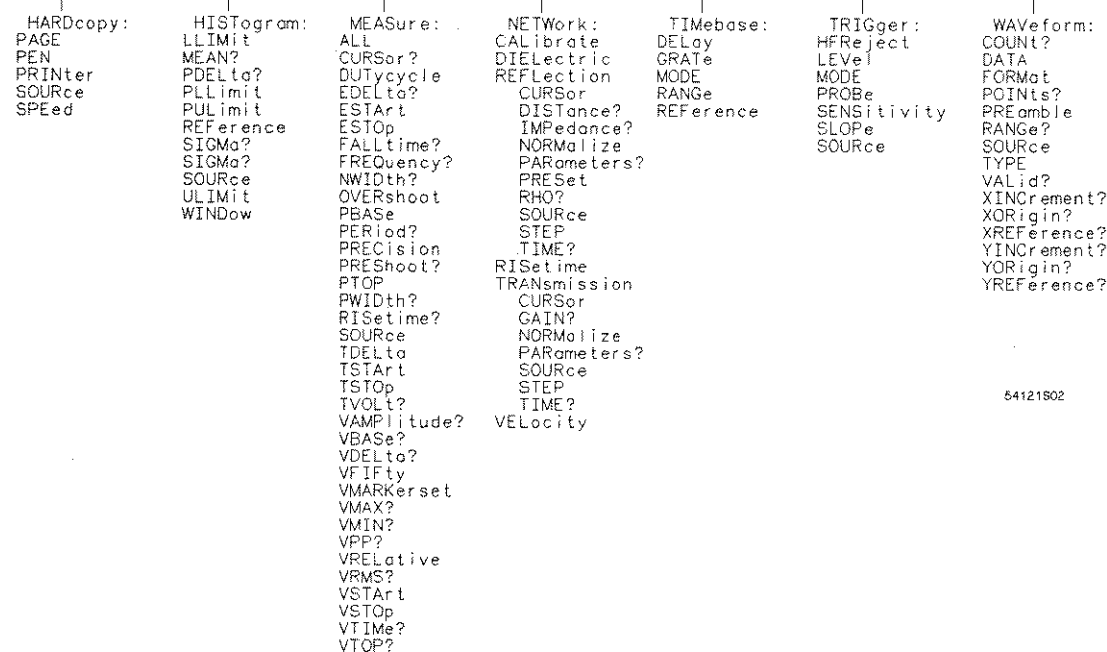 HARDcopy:
PAGE
PEN
PRINter
SOURce
SPEed
HISTogram:
LLIMit
MEAN?
PDELta?
PLLimit
PULimit
REFerence
SIGMa?
SIGMa?
SOURce
ULIMit
WINDow
MEASure:
ALL
CURSor?
DUTycycle
EDELta?
ESTArt
ESTOp
FALLtime?
FREQuency?
NWIDth?
OVERshoot
PBASe
PERiod?
PRECision
PREShoot?
PTOP
PWIDth?
RISetime?
SOURce
TDELta
TSTArt
TSTOp
TVOLt?
VAMPlitude?
VBASe?
VDELta?
VFIFty
VMARKerset
VMAX?
VMIN?
VPP?
VRELative
VRMS?
VSTArt
VSTOp
VTIMe?
VTOP?
NETWork:
CALibrate
DIELectric
REFLection
CURSor
DISTance?
IMPedance?
NORMalize
PARameters?
PRESet
RHO?
SOURce
STEP
TIME?
RISetime
TRANsmission
CURSor
GAIN?
NORMalize
PARameters?
SOURce
STEP
TIME?
VELocity
TIMebase:
DELay
GRATe
MODE
RANGe
REFerence
TRIGger:
HFReject
LEVel
MODE
PROBe
SENSitivity
SLOPe
SOURce
WAVeform:
COUNt?
DATA
FORMat
POINts?
PREamble
RANGe?
SOURce
TYPE
VALid?
XINCrement?
XORigin?
XREFerence?
YINCrement?
YORigin?
YREFerence?
54121S02